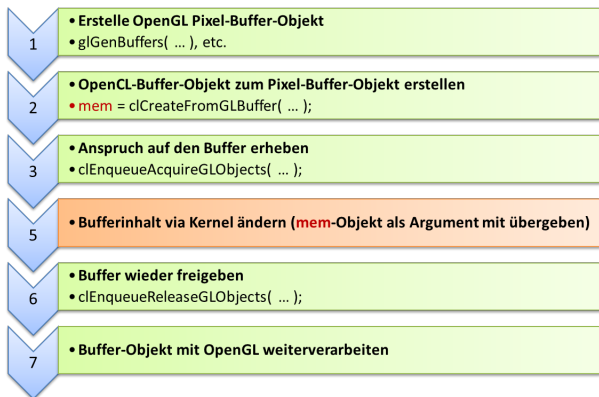 1
• Erstelle OpenGL Pixel-Buffer-Objekt
• glGenBuffers( … ), etc.
2
• OpenCL-Buffer-Objekt zum Pixel-Buffer-Objekt erstellen
• mem = clCreateFromGLBuffer( … );
3
• Anspruch auf den Buffer erheben
• clEnqueueAcquireGLObjects( … );
5
• Bufferinhalt via Kernel ändern (mem-Objekt als Argument mit übergeben)
6
• Buffer wieder freigeben
• clEnqueueReleaseGLObjects( … );
7
• Buffer-Objekt mit OpenGL weiterverarbeiten